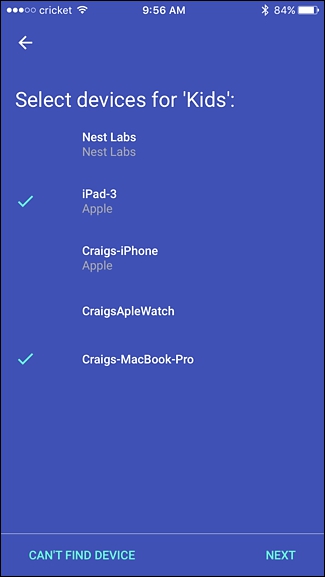 cricket 9:56 AM 84%
Select devices for 'Kids':
Nest Labs
Nest Labs
iPad-3
Apple
Craigs-iPhone
Apple
CraigsApleWatch
Craigs-MacBook-Pro
CAN'T FIND DEVICE NEXT